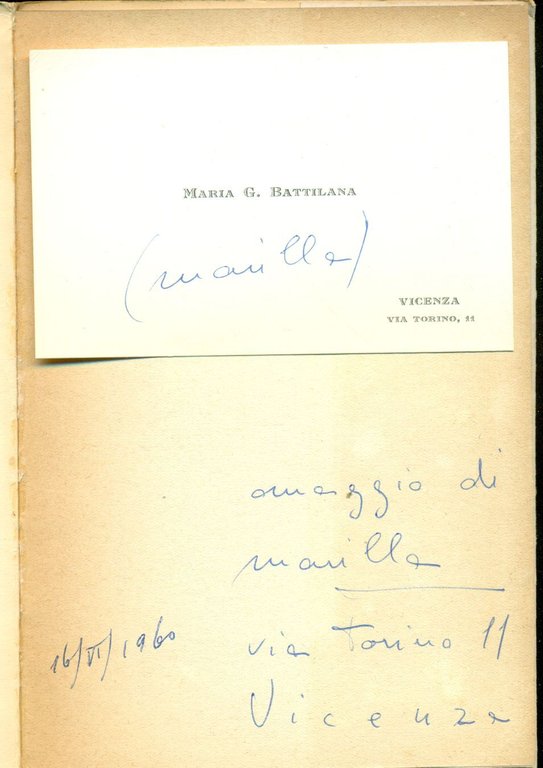 MARIA G. BATTILANA
(marilla)
VICENZA
VIA TORINO, 11
omaggio di
marilla
via Torino 11
Vicenza
16/VI/1960